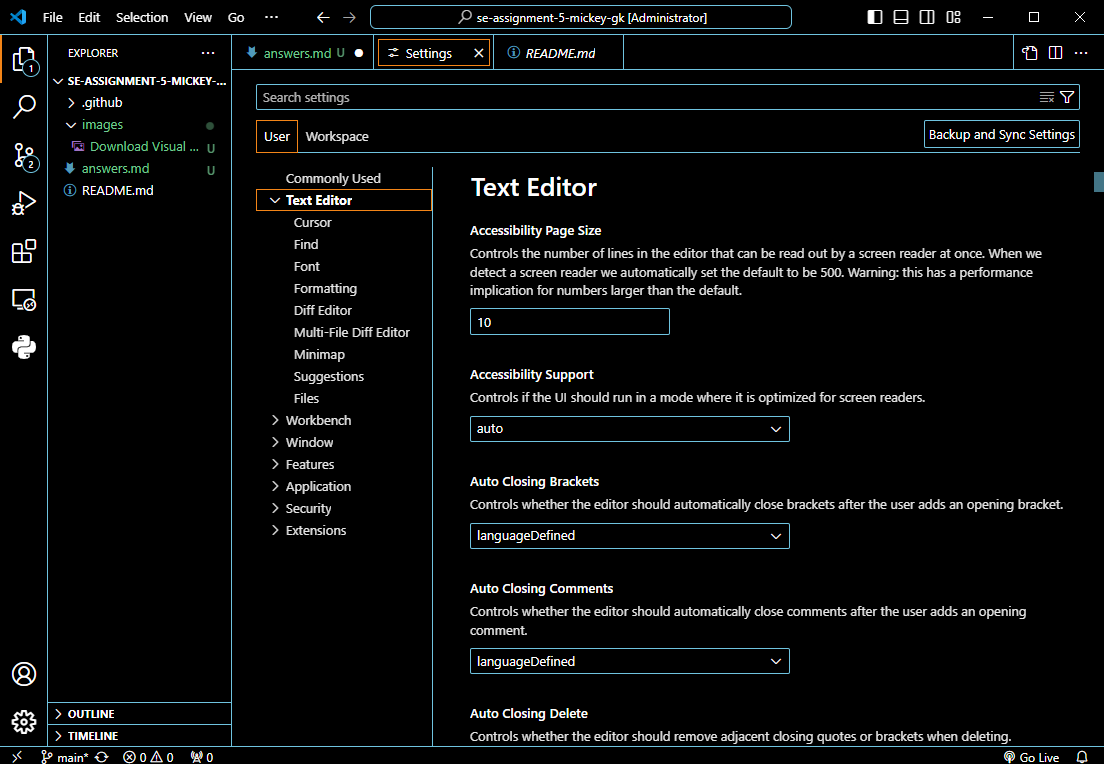 File Edit Selection View Go ··· se-assignment-5-mickey-gk [Administrator]
EXPLORER ···
SE-ASSIGNMENT-5-MICKEY-...
.github
images
Download Visual ... U
answers.md U
README.md
OUTLINE
TIMELINE
answers.md U Settings README.md ···
Search settings
User Workspace Backup and Sync Settings
Commonly Used
Text Editor
Cursor
Find
Font
Formatting
Diff Editor
Multi-File Diff Editor
Minimap
Suggestions
Files
Workbench
Window
Features
Application
Security
Extensions
Text Editor
Accessibility Page Size
Controls the number of lines in the editor that can be read out by a screen reader at once. When we
detect a screen reader we automatically set the default to be 500. Warning: this has a performance
implication for numbers larger than the default.
10
Accessibility Support
Controls if the UI should run in a mode where it is optimized for screen readers.
auto
Auto Closing Brackets
Controls whether the editor should automatically close brackets after the user adds an opening bracket.
languageDefined
Auto Closing Comments
Controls whether the editor should automatically close comments after the user adds an opening
comment.
languageDefined
Auto Closing Delete
Controls whether the editor should remove adjacent closing quotes or brackets when deleting.
1
2
main* 0 0 0 Go Live